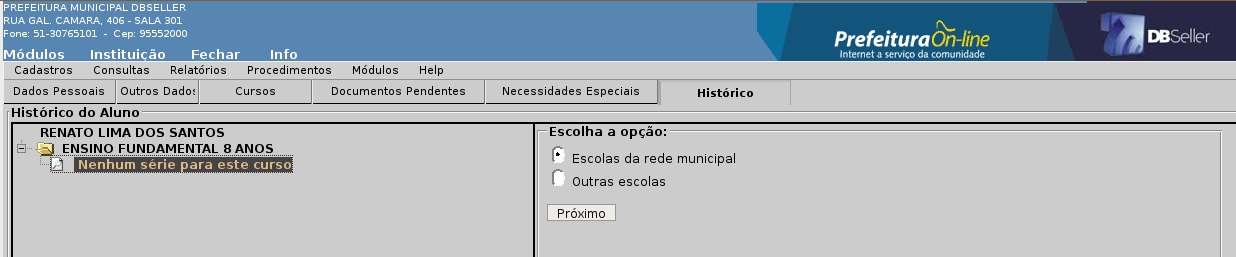 PREFEITURA MUNICIPAL DBSELLER
RUA GAL. CAMARA, 406 - SALA 301
Fone: 51-30765101 - Cep: 95552000
PrefeituraOn-line
Internet a serviço da comunidade
DBSeller
Módulos Instituição Fechar Info
Cadastros Consultas Relatórios Procedimentos Módulos Help
Dados Pessoais Outros Dados Cursos Documentos Pendentes Necessidades Especiais Histórico
Histórico do Aluno
RENATO LIMA DOS SANTOS
ENSINO FUNDAMENTAL 8 ANOS
Nenhum série para este curso
Escolha a opção:
Escolas da rede municipal
Outras escolas
Próximo